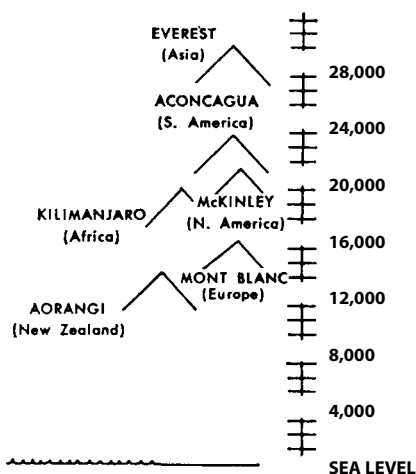 EVEREST
(Asia)
28,000
ACONCAGUA
(S. America)
24,000
20,000
McKINLEY
(N. America)
KILIMANJARO
(Africa)
16,000
MONT BLANC
(Europe)
12,000
AORANGI
(New Zealand)
8,000
4,000
SEA LEVEL